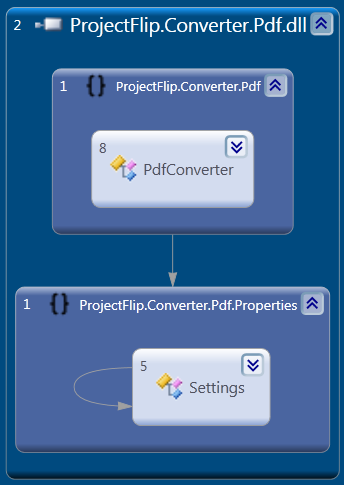 2 ProjectFlip.Converter.Pdf.dll
1 {} ProjectFlip.Converter.Pdf
8
PdfConverter
1 {} ProjectFlip.Converter.Pdf.Properties
5
Settings